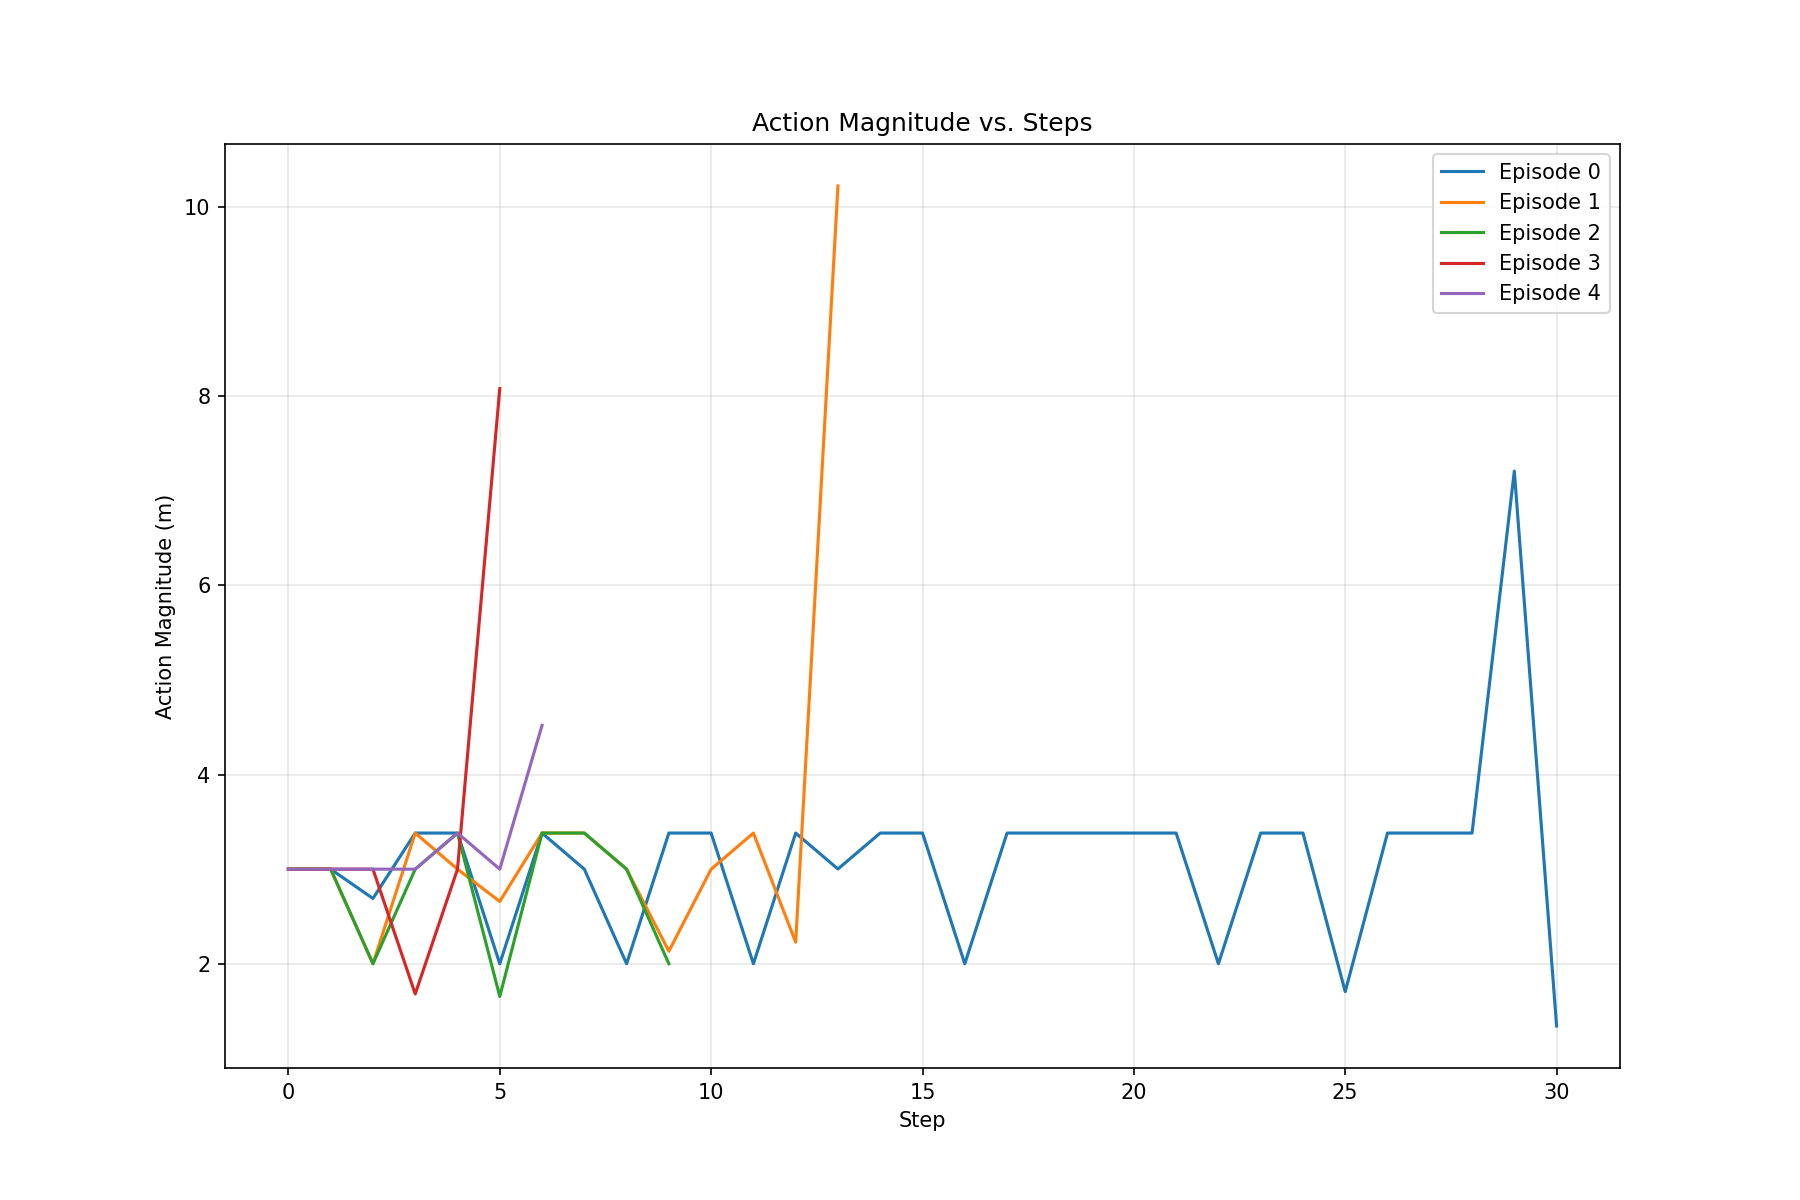 Action Magnitude vs. Steps
Episode 0
Episode 1
Episode 2
Episode 3
Episode 4
Action Magnitude (m)
10
8
6
4
2
0 5 10 15 20 25 30
Step